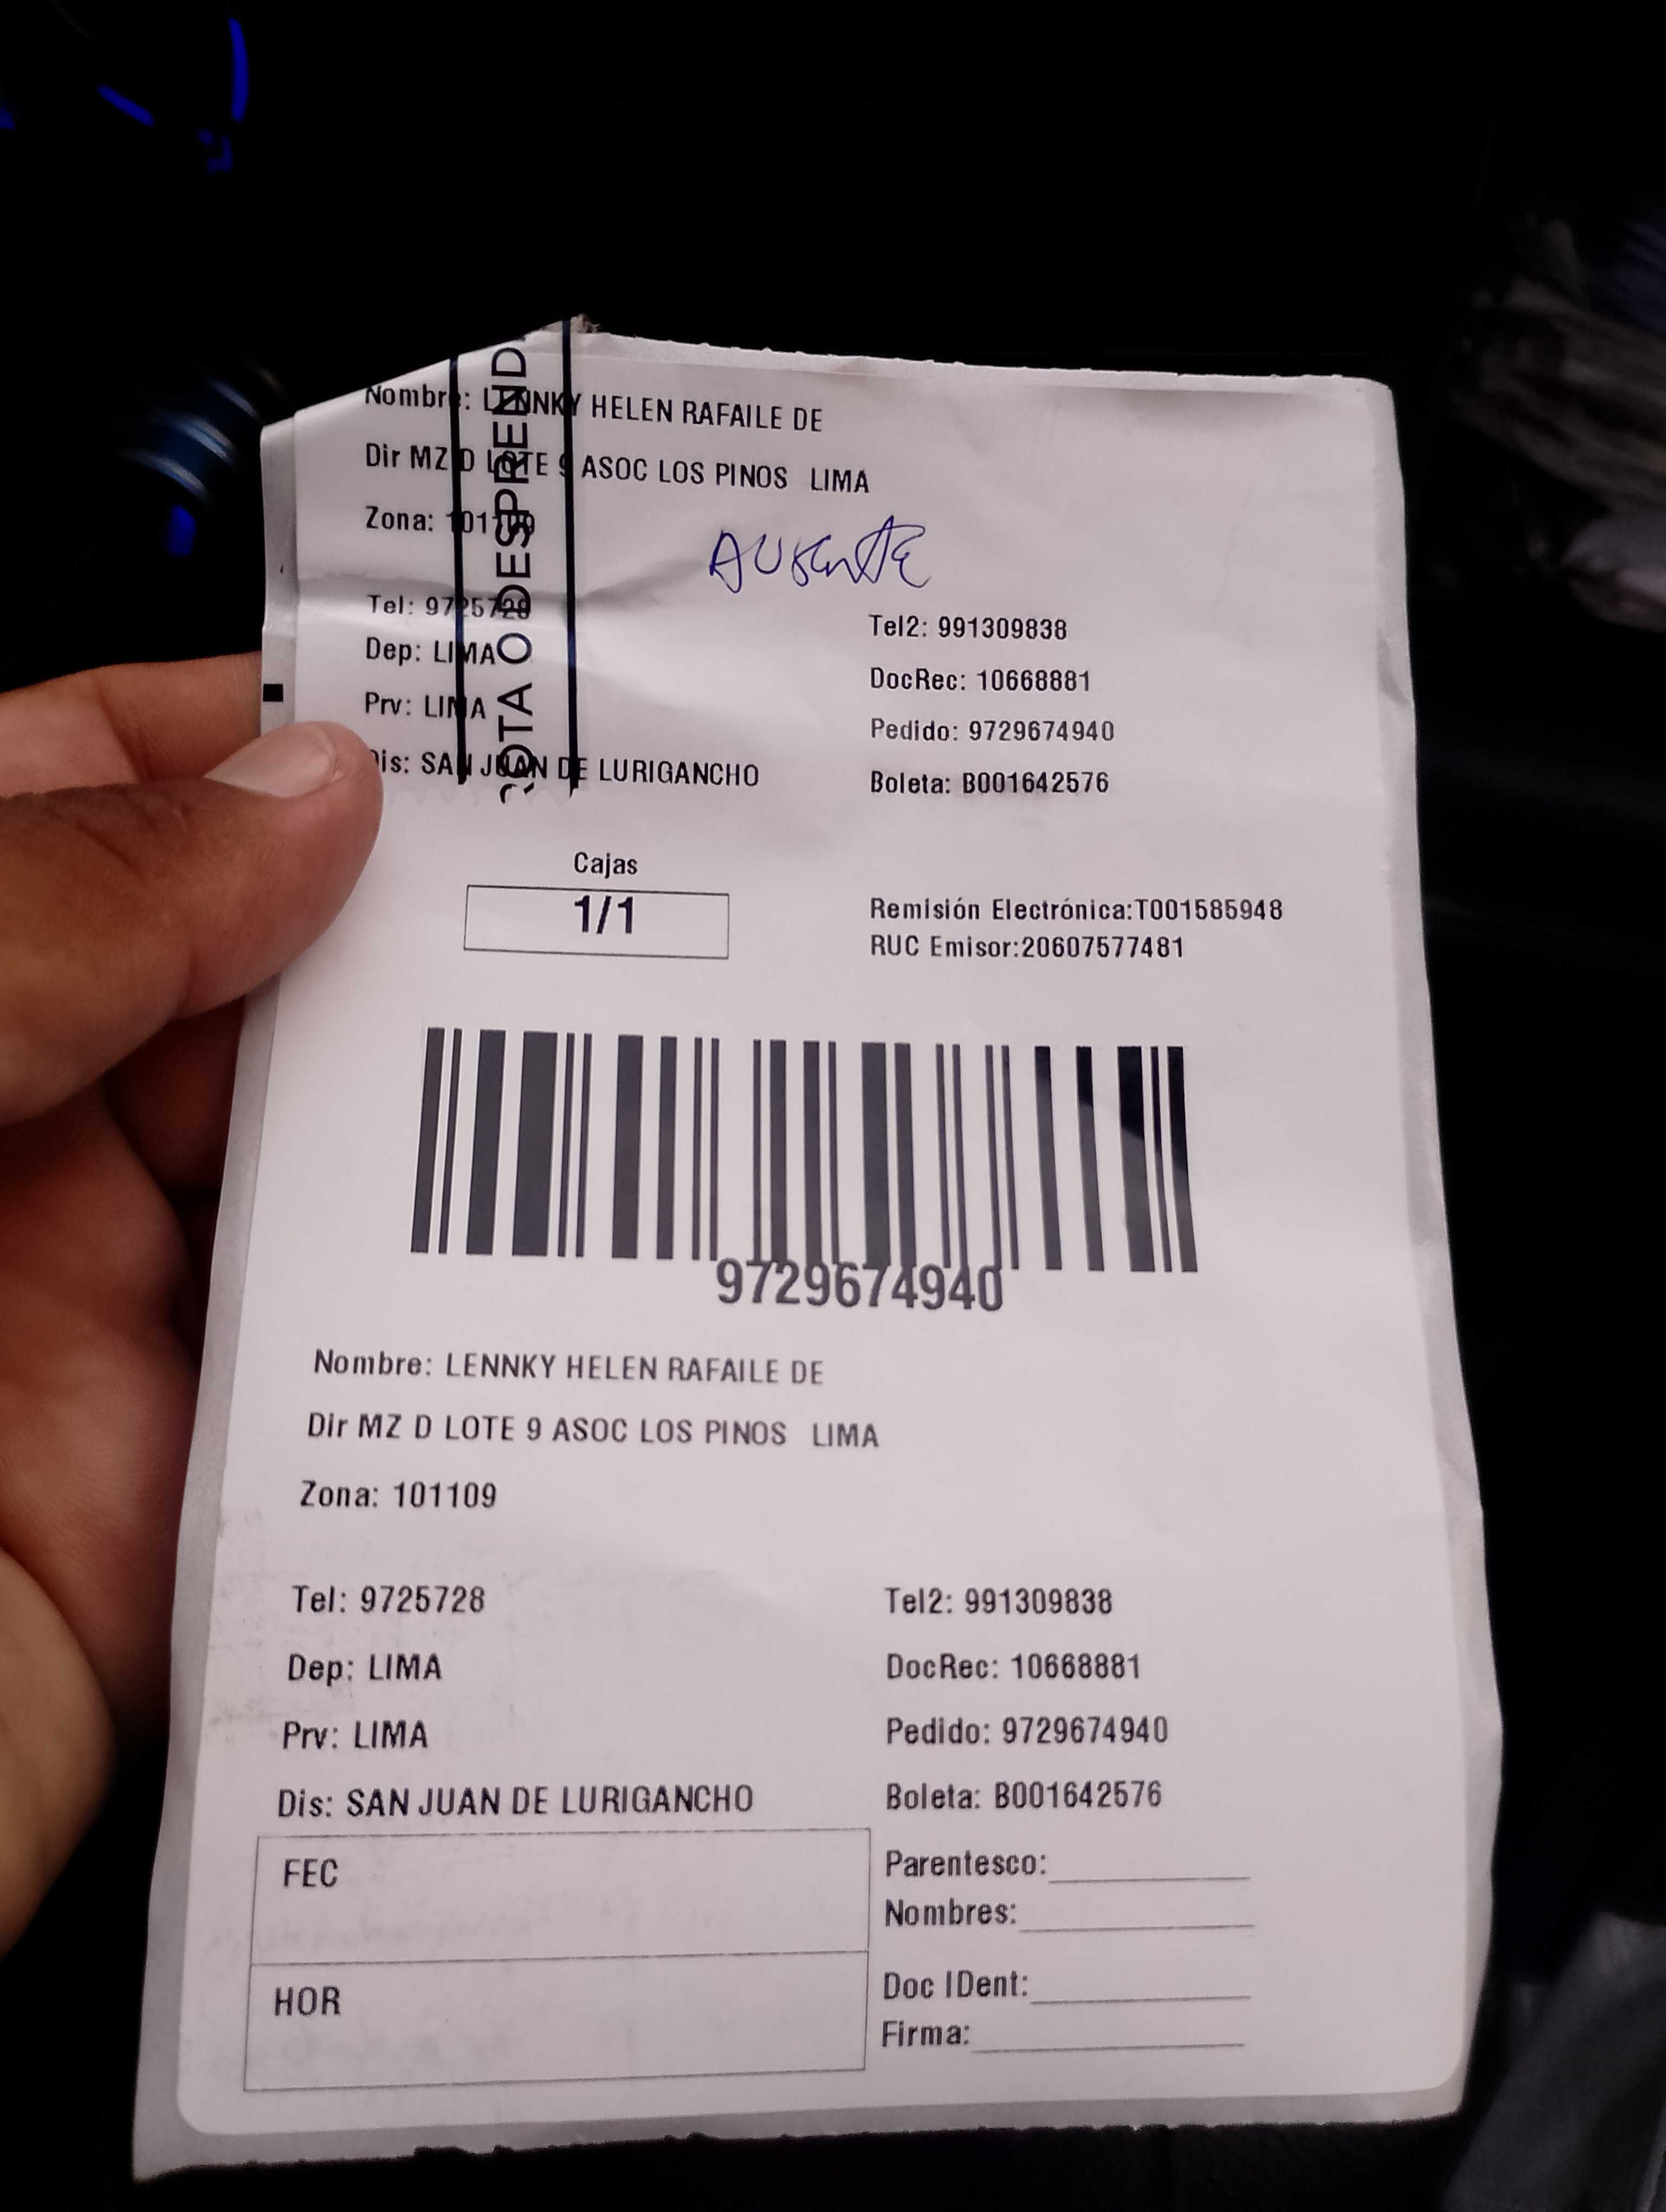 Nombre: LENNKY HELEN RAFAILE DE
Dir MZ D LOTE 9 ASOC LOS PINOS LIMA
Zona: 101109
AUSENTE
Tel: 9725728
Tel2: 991309838
Dep: LIMA
DocRec: 10668881
Prv: LIMA
Pedido: 9729674940
Dis: SAN JUAN DE LURIGANCHO
Boleta: B001642576
ROTA O DESPREND
Cajas
1/1
Remisión Electrónica:T001585948
RUC Emisor:20607577481
9729674940
Nombre: LENNKY HELEN RAFAILE DE
Dir MZ D LOTE 9 ASOC LOS PINOS LIMA
Zona: 101109
Tel: 9725728
Tel2: 991309838
Dep: LIMA
DocRec: 10668881
Prv: LIMA
Pedido: 9729674940
Dis: SAN JUAN DE LURIGANCHO
Boleta: B001642576
FEC
Parentesco:
Nombres:
HOR
Doc IDent:
Firma: